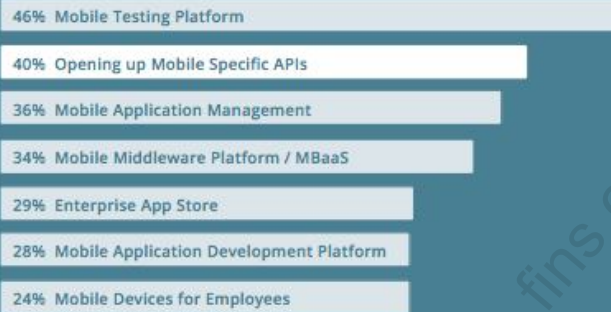 46% Mobile Testing Platform
40% Opening up Mobile Specific APIs
36% Mobile Application Management
34% Mobile Middleware Platform / MBaaS
29% Enterprise App Store
28% Mobile Application Development Platform
24% Mobile Devices for Employees
fins.